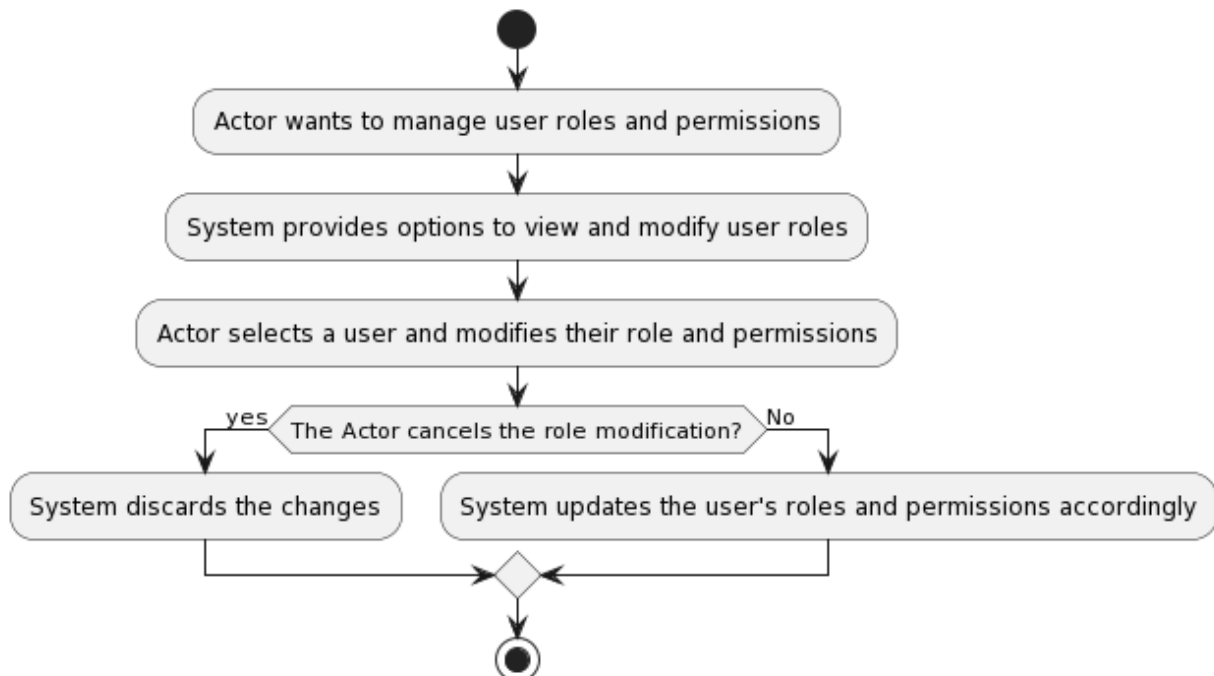 Actor wants to manage user roles and permissions
System provides options to view and modify user roles
Actor selects a user and modifies their role and permissions
yes
The Actor cancels the role modification?
No
System discards the changes
System updates the user's roles and permissions accordingly